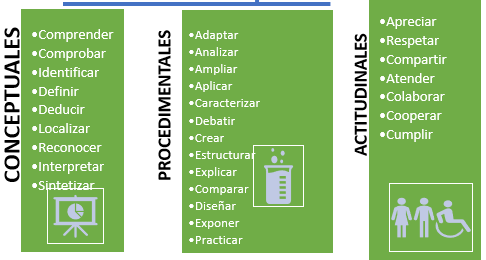 CONCEPTUALES
•Comprender
•Comprobar
•Identificar
•Definir
•Deducir
•Localizar
•Reconocer
•Interpretar
•Sintetizar
PROCEDIMENTALES
•Adaptar
•Analizar
•Ampliar
•Aplicar
•Caracterizar
•Debatir
•Crear
•Estructurar
•Explicar
•Comparar
•Diseñar
•Exponer
•Practicar
ACTITUDINALES
•Apreciar
•Respetar
•Compartir
•Atender
•Colaborar
•Cooperar
•Cumplir